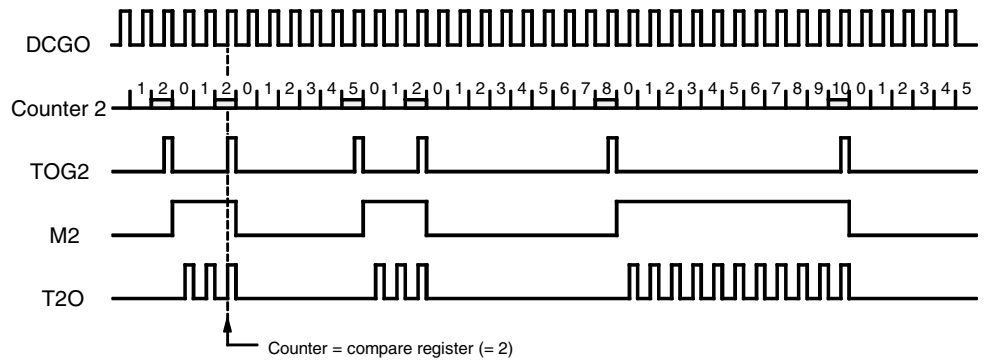 DCGO
Counter 2 1 2 0 1 2 0 1 2 3 4 5 0 1 2 0 1 2 3 4 5 6 7 8 0 1 2 3 4 5 6 7 8 9 10 0 1 2 3 4 5
TOG2
M2
T2O
Counter = compare register (= 2)